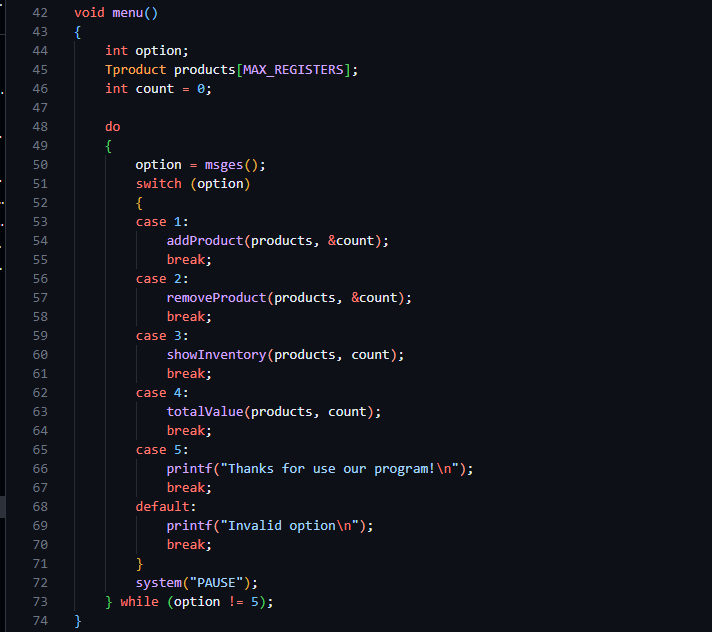 42 void menu()
43 {
44     int option;
45     Tproduct products[MAX_REGISTERS];
46     int count = 0;
47
48     do
49     {
50         option = msges();
51         switch (option)
52         {
53         case 1:
54             addProduct(products, &count);
55             break;
56         case 2:
57             removeProduct(products, &count);
58             break;
59         case 3:
60             showInventory(products, count);
61             break;
62         case 4:
63             totalValue(products, count);
64             break;
65         case 5:
66             printf("Thanks for use our program!\n");
67             break;
68         default:
69             printf("Invalid option\n");
70             break;
71         }
72         system("PAUSE");
73     } while (option != 5);
74 }